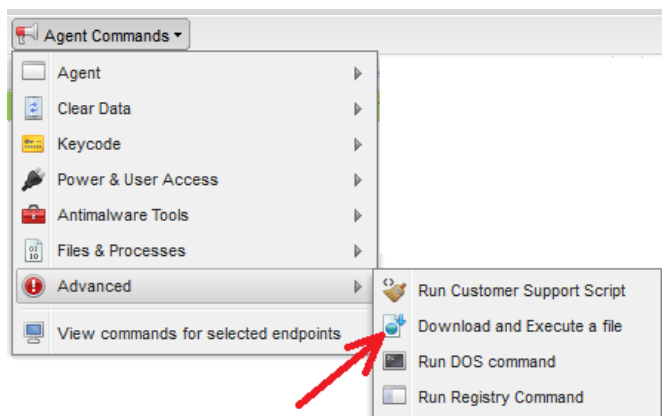 Agent Commands
Agent
Clear Data
Keycode
Power & User Access
Antimalware Tools
Files & Processes
Advanced
View commands for selected endpoints
Run Customer Support Script
Download and Execute a file
Run DOS command
Run Registry Command